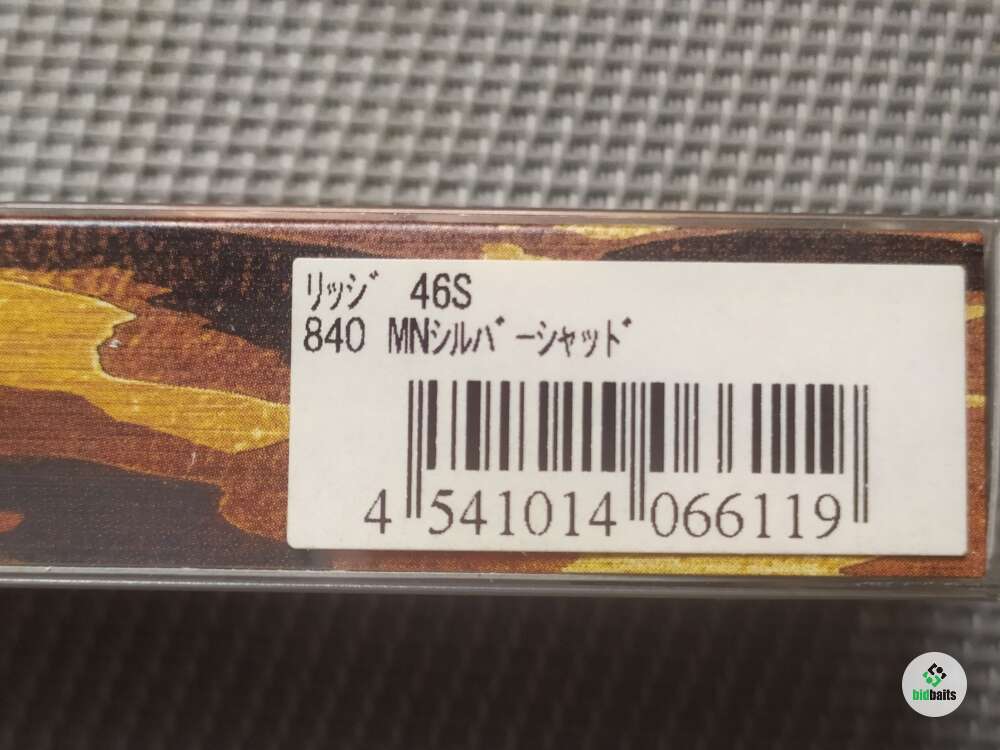 ﾘｯｼﾞ 46S
840 MNｼﾙﾊﾞｰｼｬｯﾄﾞ
4 541014 066119
bidbaits